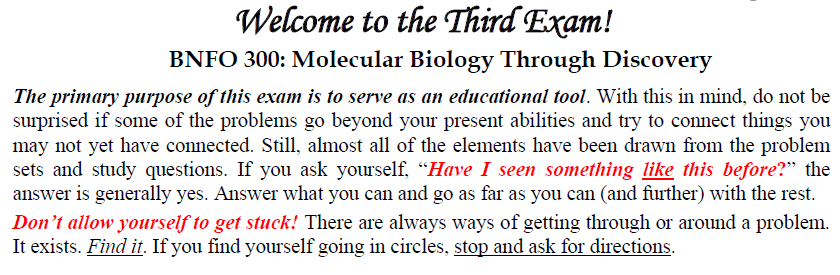 Welcome to the Third Exam!
BNFO 300: Molecular Biology Through Discovery
The primary purpose of this exam is to serve as an educational tool. With this in mind, do not be
surprised if some of the problems go beyond your present abilities and try to connect things you
may not yet have connected. Still, almost all of the elements have been drawn from the problem
sets and study questions. If you ask yourself, “Have I seen something like this before?” the
answer is generally yes. Answer what you can and go as far as you can (and further) with the rest.
Don’t allow yourself to get stuck! There are always ways of getting through or around a problem.
It exists. Find it. If you find yourself going in circles, stop and ask for directions.